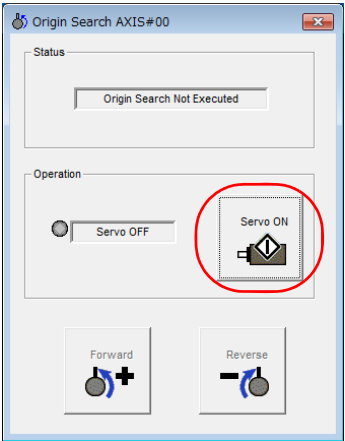 Origin Search AXIS#00
Status
Origin Search Not Executed
Operation
Servo OFF
Servo ON
Forward
Reverse